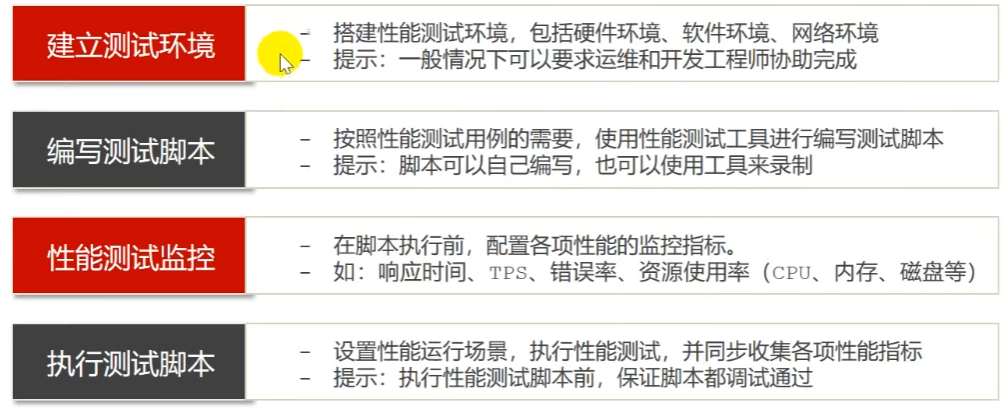 建立测试环境
- 搭建性能测试环境，包括硬件环境、软件环境、网络环境
- 提示：一般情况下可以要求运维和开发工程师协助完成
编写测试脚本
- 按照性能测试用例的需要，使用性能测试工具进行编写测试脚本
- 提示：脚本可以自己编写，也可以使用工具来录制
性能测试监控
- 在脚本执行前，配置各项性能的监控指标。
- 如：响应时间、TPS、错误率、资源使用率（CPU、内存、磁盘等）
执行测试脚本
- 设置性能运行场景，执行性能测试，并同步收集各项性能指标
- 提示：执行性能测试脚本前，保证脚本都调试通过